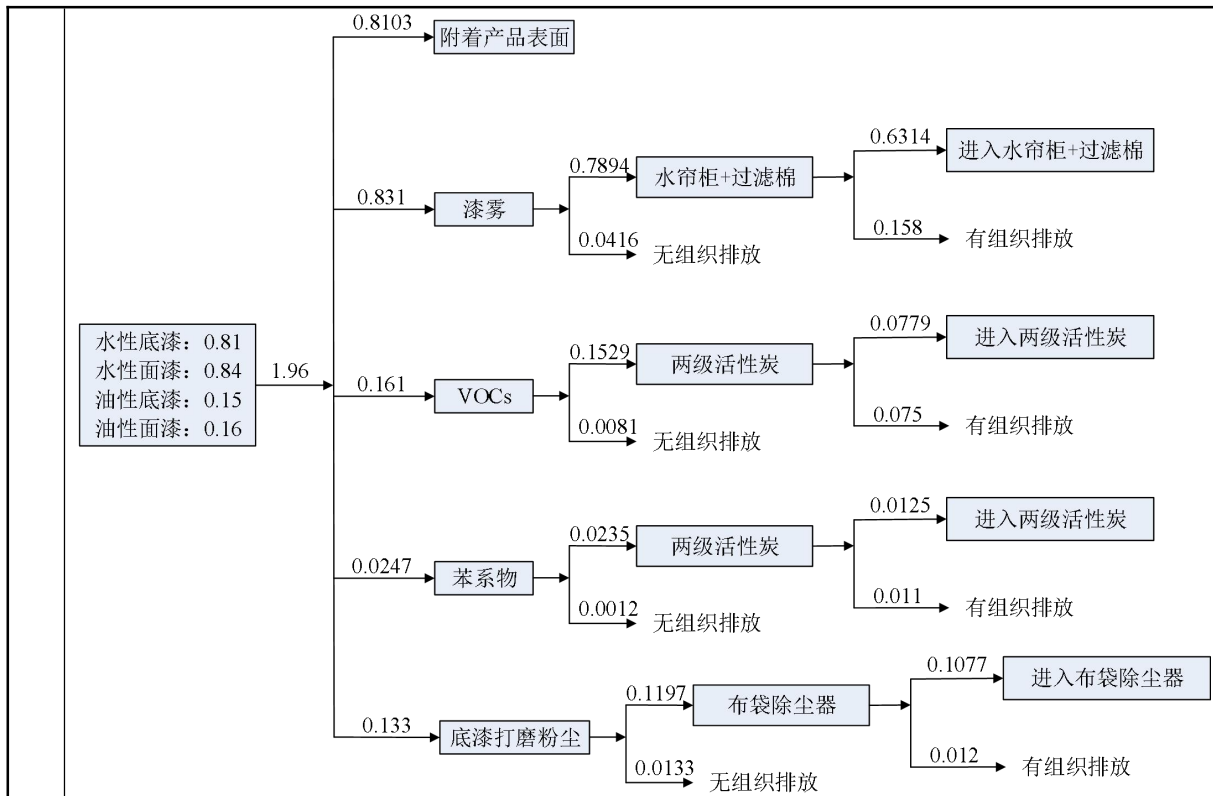 0.8103
附着产品表面
0.6314
进入水帘柜+过滤棉
0.7894
水帘柜+过滤棉
0.831
漆雾
0.158
有组织排放
0.0416
无组织排放
水性底漆：0.81
水性面漆：0.84
油性底漆：0.15
油性面漆：0.16
1.96
0.0779
进入两级活性炭
0.1529
两级活性炭
0.161
VOCs
0.075
有组织排放
0.0081
无组织排放
0.0125
进入两级活性炭
0.0235
两级活性炭
0.0247
苯系物
0.011
有组织排放
0.0012
无组织排放
0.1077
进入布袋除尘器
0.1197
布袋除尘器
0.133
底漆打磨粉尘
0.012
有组织排放
0.0133
无组织排放